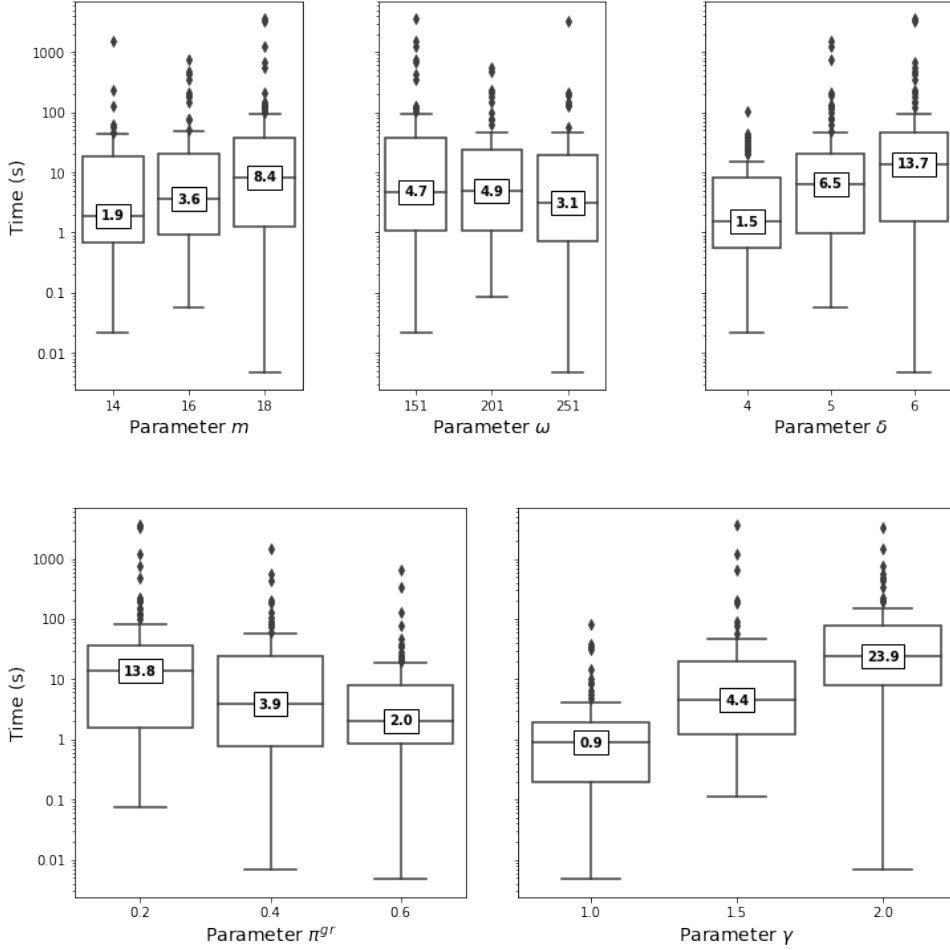 Time (s)
1000
100
10
1
0.1
0.01
1.9
3.6
8.4
14 16 18
Parameter m
4.7
4.9
3.1
151 201 251
Parameter ω
1.5
6.5
13.7
4 5 6
Parameter δ
Time (s)
1000
100
10
1
0.1
0.01
13.8
3.9
2.0
0.2 0.4 0.6
Parameter π^gr
0.9
4.4
23.9
1.0 1.5 2.0
Parameter γ